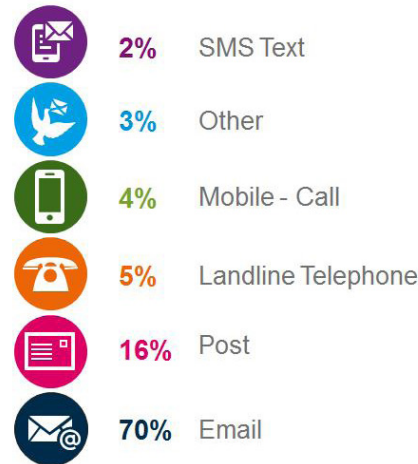 2% SMS Text
3% Other
4% Mobile - Call
5% Landline Telephone
16% Post
70% Email